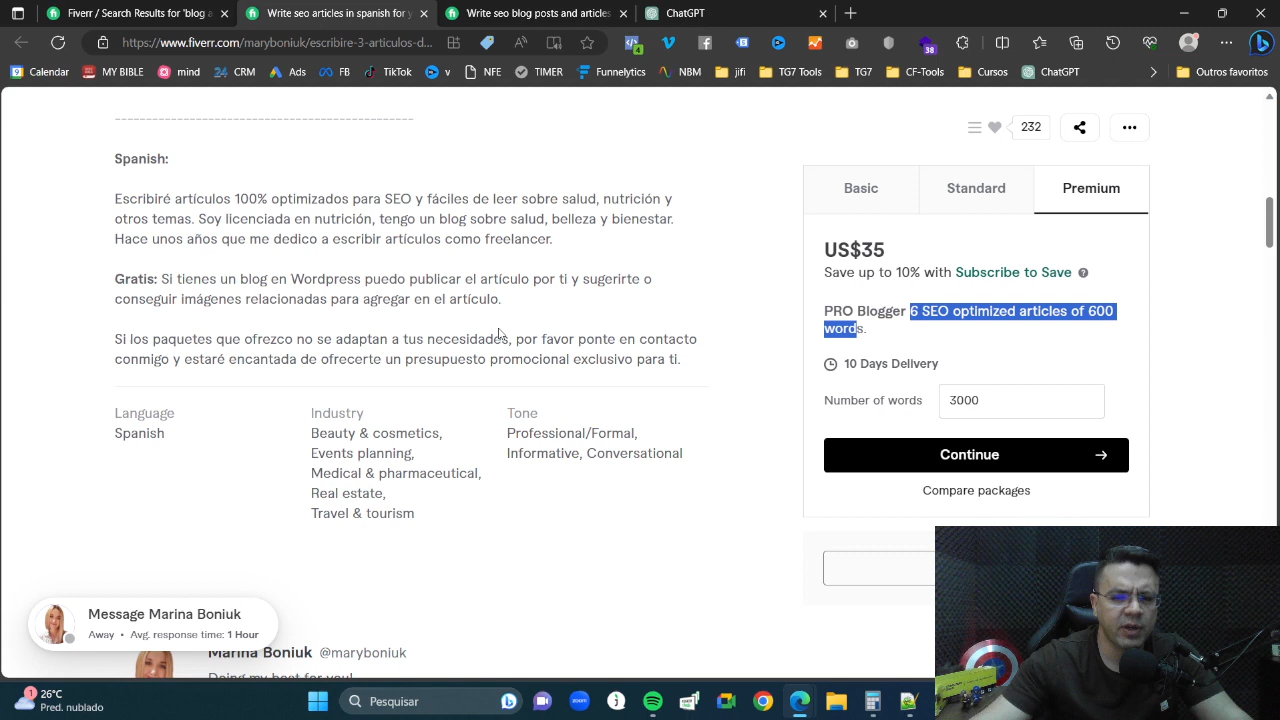 Fiverr / Search Results for 'blog a
Write seo articles in spanish for y
Write seo blog posts and articles
ChatGPT
https://www.fiverr.com/maryboniuk/escribire-3-articulos-d...
4
38
Calendar
MY BIBLE
mind
CRM
Ads
FB
TikTok
v
NFE
TIMER
Funnelytics
NBM
jifi
TG7 Tools
TG7
CF-Tools
Cursos
ChatGPT
Outros favoritos
Spanish:
Escribiré artículos 100% optimizados para SEO y fáciles de leer sobre salud, nutrición y
otros temas. Soy licenciada en nutrición, tengo un blog sobre salud, belleza y bienestar.
Hace unos años que me dedico a escribir artículos como freelancer.
Gratis: Si tienes un blog en Wordpress puedo publicar el artículo por ti y sugerirte o
conseguir imágenes relacionadas para agregar en el artículo.
Si los paquetes que ofrezco no se adaptan a tus necesidades, por favor ponte en contacto
conmigo y estaré encantada de ofrecerte un presupuesto promocional exclusivo para ti.
Language
Spanish
Industry
Beauty & cosmetics,
Events planning,
Medical & pharmaceutical,
Real estate,
Travel & tourism
Tone
Professional/Formal,
Informative, Conversational
232
Basic
Standard
Premium
US$35
Save up to 10% with Subscribe to Save
PRO Blogger 6 SEO optimized articles of 600
words.
10 Days Delivery
Number of words
3000
Continue
Compare packages
Message Marina Boniuk
Away • Avg. response time: 1 Hour
Marina Boniuk @maryboniuk
Doing my best for you!
1
26°C
Pred. nublado
Pesquisar
zoom